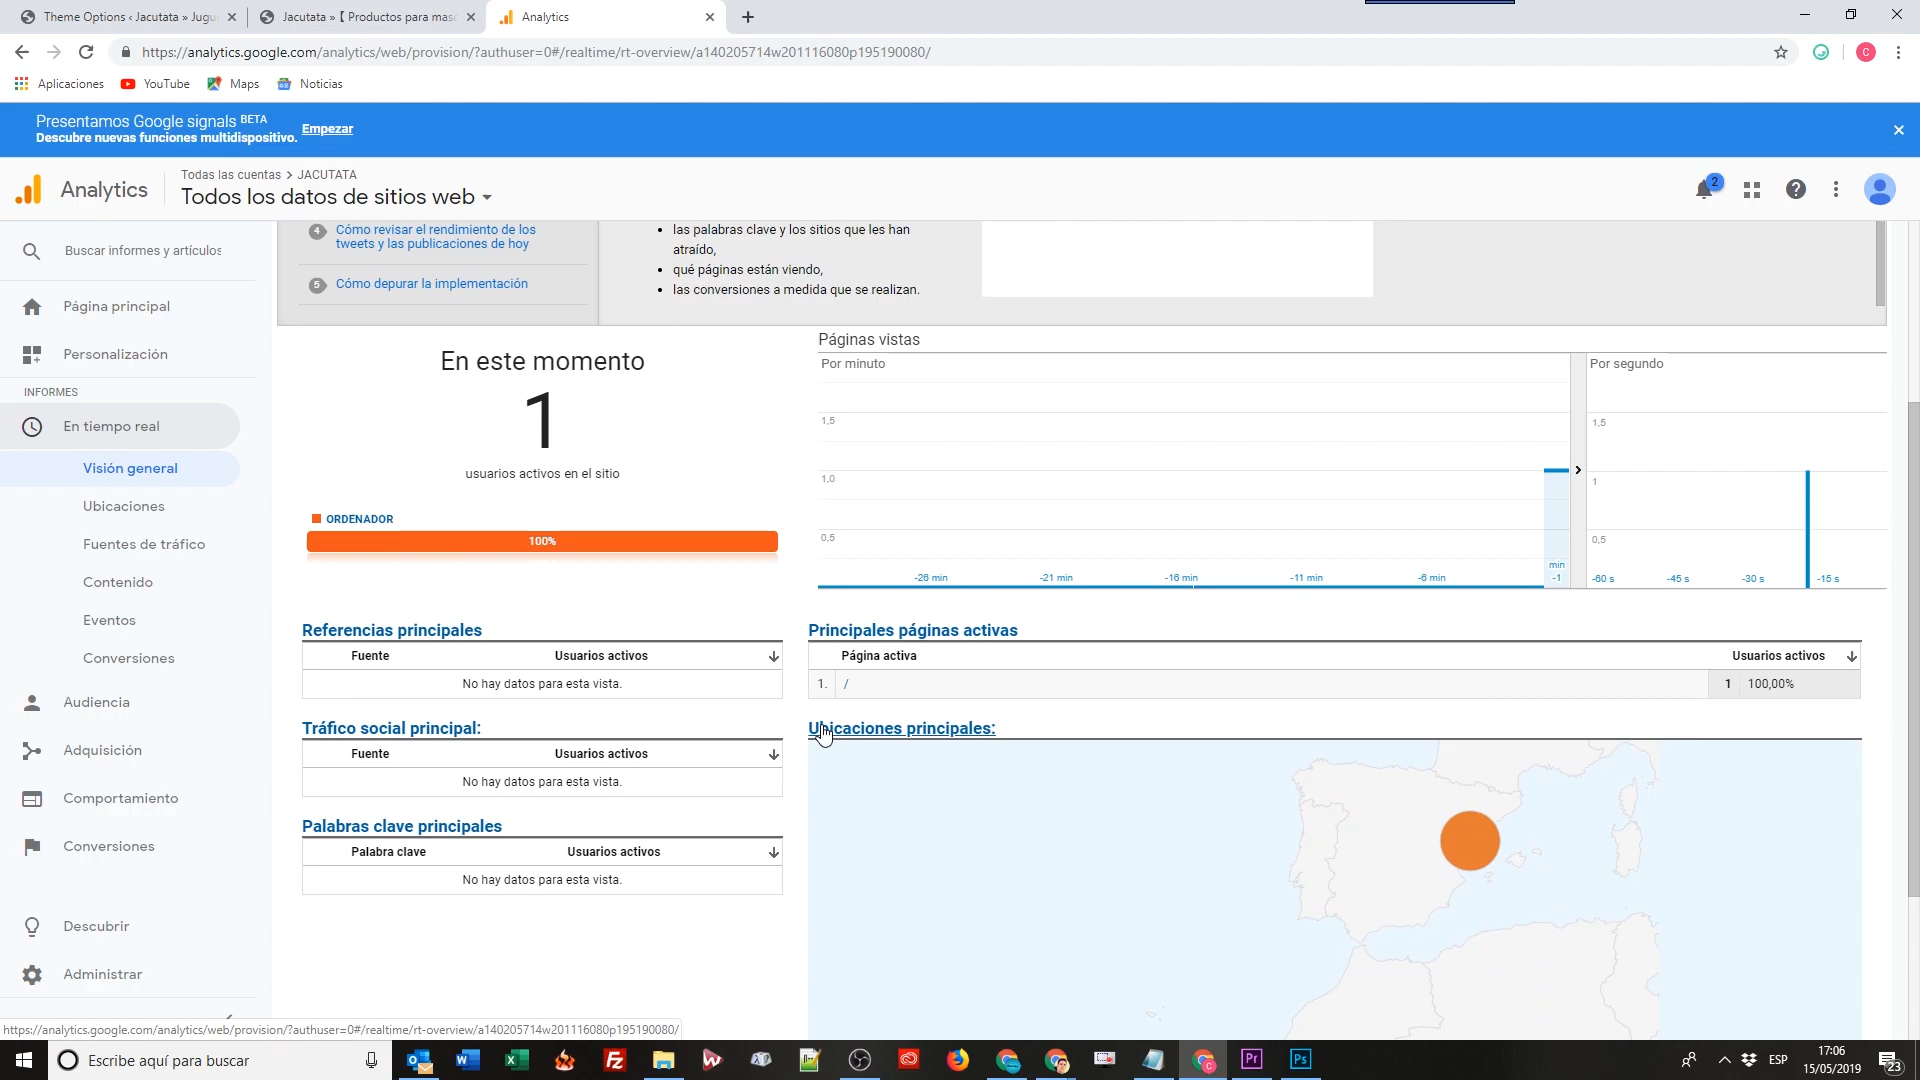 Theme Options ‹ Jacutata » Jugu
Jacutata » 【 Productos para masc
Analytics
https://analytics.google.com/analytics/web/provision/?authuser=0#/realtime/rt-overview/a140205714w201116080p195190080/
C
Aplicaciones
YouTube
Maps
Noticias
Presentamos Google signals BETA
Descubre nuevas funciones multidispositivo.
Empezar
Analytics
Todas las cuentas > JACUTATA
Todos los datos de sitios web
2
Buscar informes y artículos
Página principal
Personalización
INFORMES
En tiempo real
Visión general
Ubicaciones
Fuentes de tráfico
Contenido
Eventos
Conversiones
Audiencia
Adquisición
Comportamiento
Conversiones
Descubrir
Administrar
4
Cómo revisar el rendimiento de los
tweets y las publicaciones de hoy
5
Cómo depurar la implementación
• las palabras clave y los sitios que les han
atraído,
• qué páginas están viendo,
• las conversiones a medida que se realizan.
En este momento
1
usuarios activos en el sitio
ORDENADOR
100%
Páginas vistas
Por minuto
1,5
1,0
0,5
-26 min
-21 min
-16 min
-11 min
-6 min
min
-1
Por segundo
1,5
1
0,5
-60 s
-45 s
-30 s
-15 s
Referencias principales
Fuente
Usuarios activos
No hay datos para esta vista.
Tráfico social principal:
Fuente
Usuarios activos
No hay datos para esta vista.
Palabras clave principales
Palabra clave
Usuarios activos
No hay datos para esta vista.
Principales páginas activas
Página activa
Usuarios activos
1.
/
1
100,00%
Ubicaciones principales:
https://analytics.google.com/analytics/web/provision/?authuser=0#/realtime/rt-overview/a140205714w201116080p195190080/
Escribe aquí para buscar
Pr
Ps
ESP
17:06
15/05/2019
23